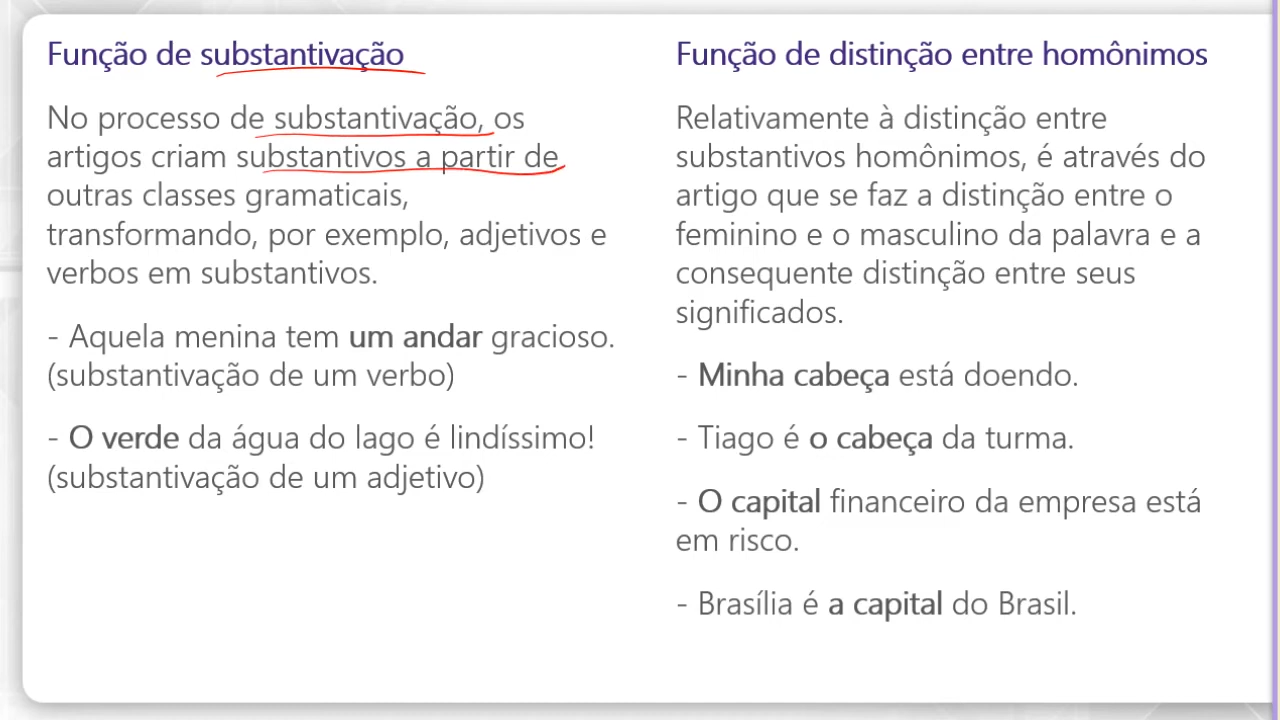 Função de substantivação
No processo de substantivação, os
artigos criam substantivos a partir de
outras classes gramaticais,
transformando, por exemplo, adjetivos e
verbos em substantivos.
- Aquela menina tem um andar gracioso.
(substantivação de um verbo)
- O verde da água do lago é lindíssimo!
(substantivação de um adjetivo)
Função de distinção entre homônimos
Relativamente à distinção entre
substantivos homônimos, é através do
artigo que se faz a distinção entre o
feminino e o masculino da palavra e a
consequente distinção entre seus
significados.
- Minha cabeça está doendo.
- Tiago é o cabeça da turma.
- O capital financeiro da empresa está
em risco.
- Brasília é a capital do Brasil.